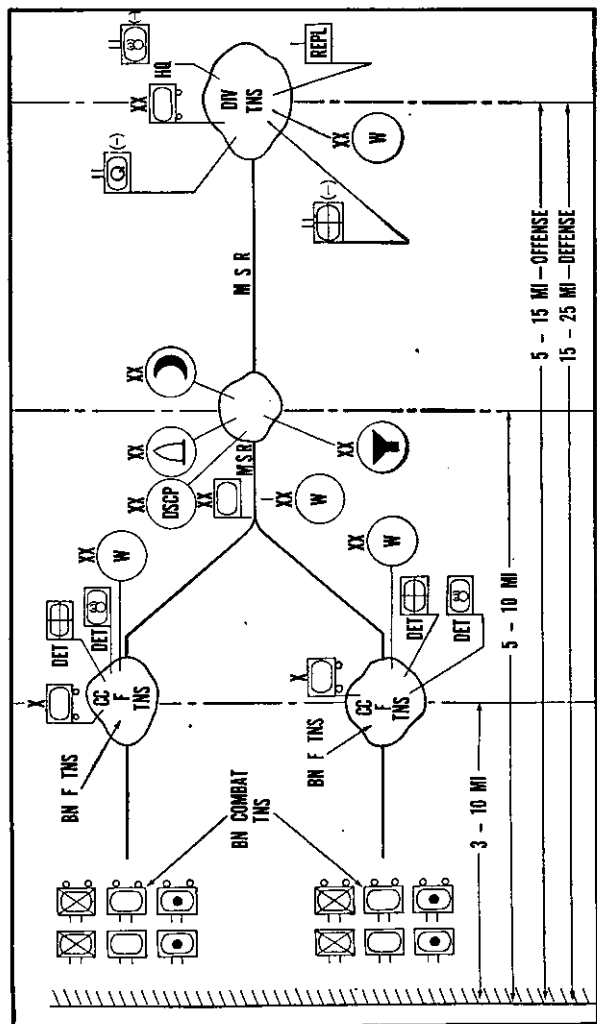 X
BN F TNS
CC
F
TNS
DET
DET
XX
W
BN COMBAT
TNS
XX
DSCP
XX
XX
MSR
XX
XX
W
XX
M S R
(-)
XX
HQ
(-)
DIV
TNS
REPL
XX
W
(-)
X
BN F TNS
CC
F
TNS
XX
W
DET
DET
3 - 10 MI
5 - 10 MI
5 - 15 MI — OFFENSE
15 - 25 MI — DEFENSE